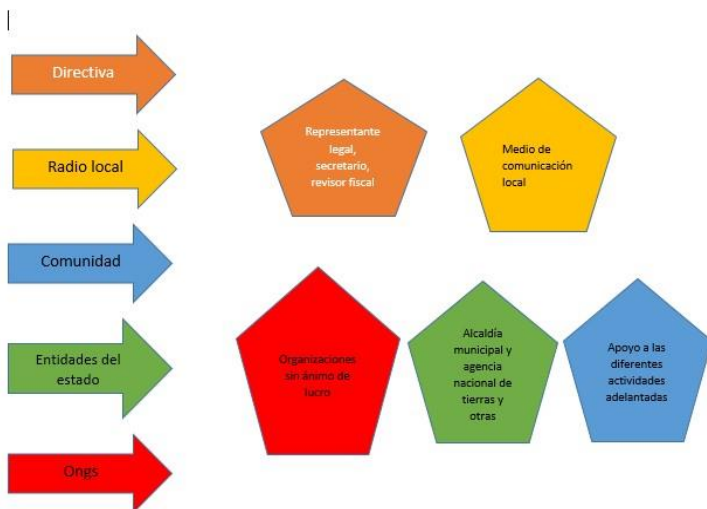 Directiva
Radio local
Comunidad
Entidades del
estado
Ongs
Representante
legal,
secretario,
revisor fiscal
Medio de
comunicación
local
Organizaciones
sin ánimo de
lucro
Alcaldía
municipal y
agencia
nacional de
tierras y
otras
Apoyo a las
diferentes
actividades
adelantadas